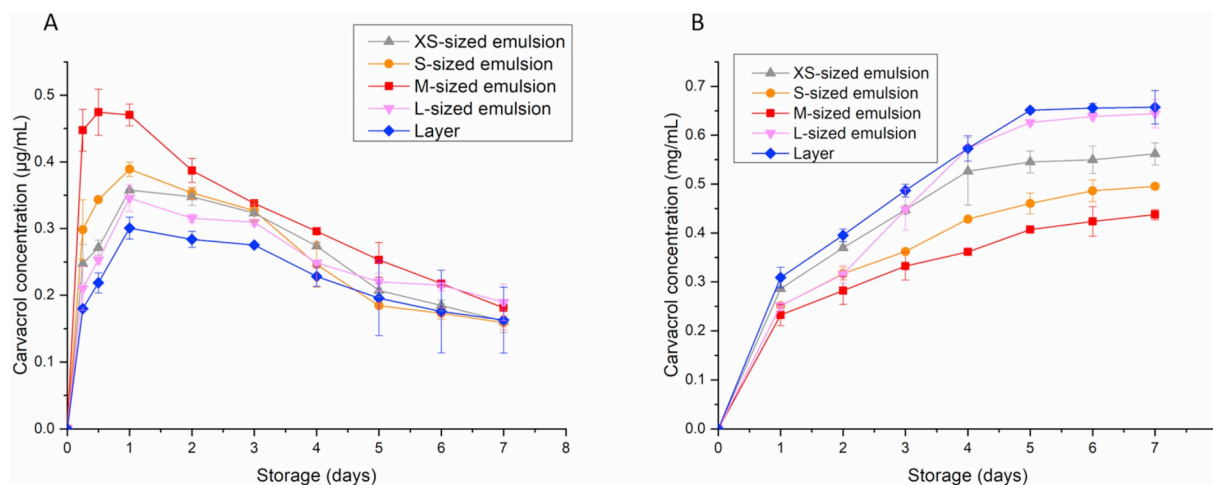 A
XS-sized emulsion
S-sized emulsion
M-sized emulsion
L-sized emulsion
Layer
Carvacrol concentration (µg/mL)
0.5
0.4
0.3
0.2
0.1
0.0
0 1 2 3 4 5 6 7 8
Storage (days)
B
XS-sized emulsion
S-sized emulsion
M-sized emulsion
L-sized emulsion
Layer
Carvacrol concentration (mg/mL)
0.7
0.6
0.5
0.4
0.3
0.2
0.1
0.0
0 1 2 3 4 5 6 7
Storage (days)